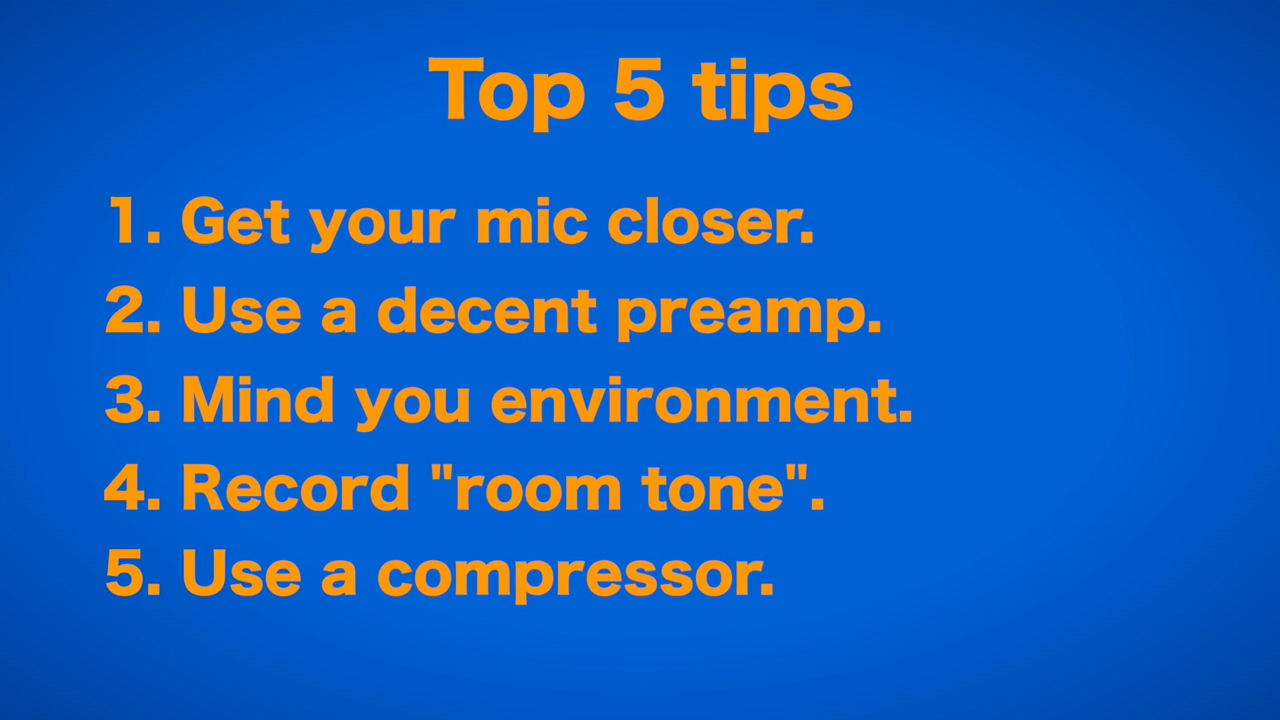 Top 5 tips
1. Get your mic closer.
2. Use a decent preamp.
3. Mind you environment.
4. Record "room tone".
5. Use a compressor.